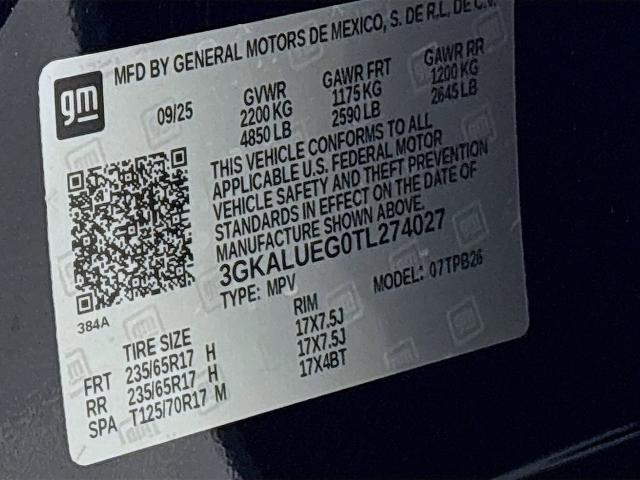 MFD BY GENERAL MOTORS DE MEXICO, S. DE R.L, DE C.V.
gm
09/25
GVWR GAWR FRT GAWR RR
2200 KG 1175 KG 1200 KG
4850 LB 2590 LB 2645 LB
THIS VEHICLE CONFORMS TO ALL
APPLICABLE U.S. FEDERAL MOTOR
VEHICLE SAFETY AND THEFT PREVENTION
STANDARDS IN EFFECT ON THE DATE OF
MANUFACTURE SHOWN ABOVE.
3GKALUEG0TL274027
TYPE: MPV MODEL: 07TPB26
384A
TIRE SIZE RIM
FRT 235/65R17 H 17X7.5J
RR 235/65R17 H 17X7.5J
SPA T125/70R17 M 17X4BT